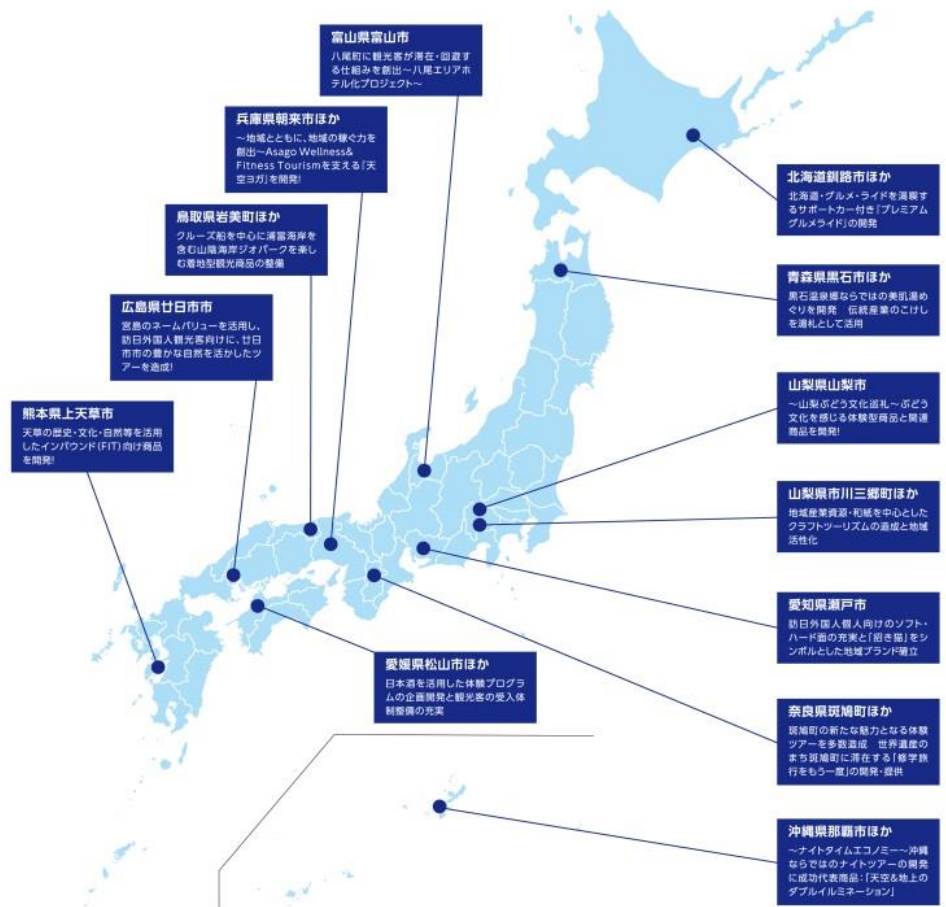 富山県富山市
八尾町に観光客が滞在・回遊す
る仕組みを創出~八尾エリアホ
テル化プロジェクト~
兵庫県朝来市ほか
~地域とともに、地域の稼ぐ力を
創出~Asago Wellness&
Fitness Tourismを支える「天
空ヨガ」を開発!
鳥取県岩美町ほか
クルーズ船を中心に浦富海岸を
含む山陰海岸ジオパークを楽し
む着地型観光商品の整備
広島県廿日市市
宮島のネームバリューを活用し、
訪日外国人観光客向けに、廿日
市市の豊かな自然を活かしたツ
アーを造成!
熊本県上天草市
天草の歴史・文化・自然等を活用
したインバウンド(FIT)向け商品
を開発!
愛媛県松山市ほか
日本酒を活用した体験プログラ
ムの企画開発と観光客の受入体
制整備の充実
北海道釧路市ほか
北海道・グルメ・ライドを満喫す
るサポートカー付き「プレミアム
グルメライド」の開発
青森県黒石市ほか
黒石温泉郷ならではの美肌湯め
ぐりを開発 伝統産業のこけし
を湯札として活用
山梨県山梨市
~山梨ぶどう文化巡礼~ぶどう
文化を感じる体験型商品と関連
商品を開発!
山梨県市川三郷町ほか
地域産業資源・和紙を中心とした
クラフトツーリズムの造成と地域
活性化
愛知県瀬戸市
訪日外国人個人向けのソフト・
ハード面の充実と「招き猫」をシ
ンボルとした地域ブランド確立
奈良県斑鳩町ほか
斑鳩町の新たな魅力となる体験
ツアーを多数造成 世界遺産の
まち斑鳩町に滞在する「修学旅
行をもう一度」の開発・提供
沖縄県那覇市ほか
~ナイトタイムエコノミー~沖縄
ならではのナイトツアーの開発
に成功代表商品:「天空&地上の
ダブルイルミネーション」